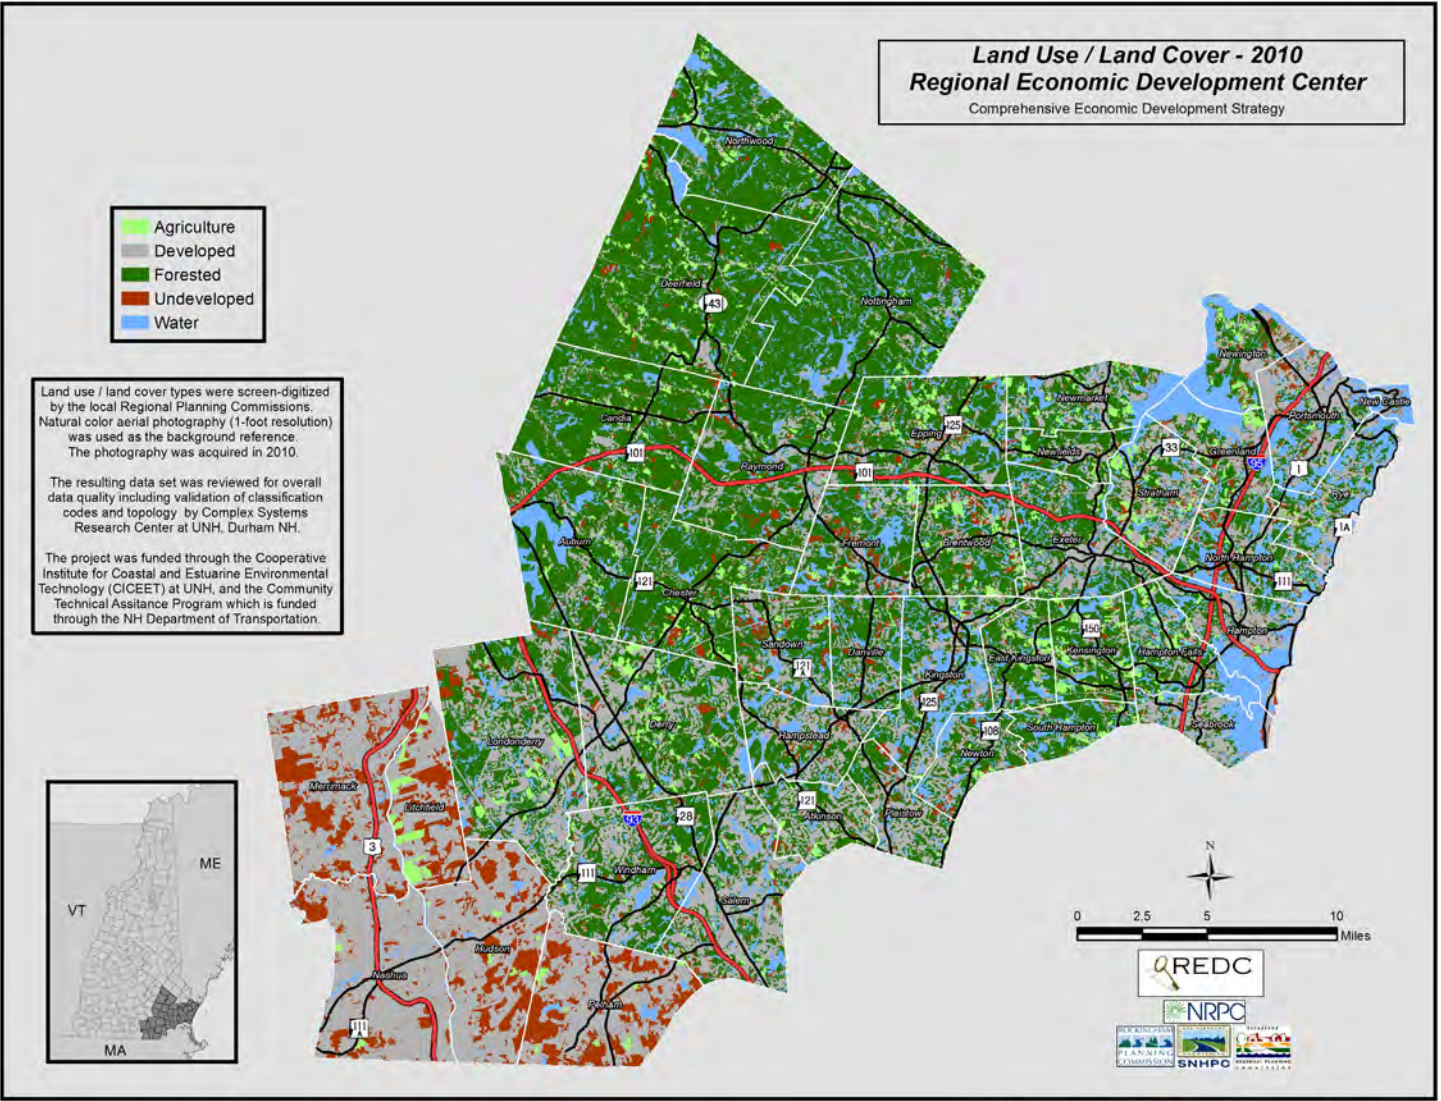 Land Use / Land Cover - 2010
Regional Economic Development Center
Comprehensive Economic Development Strategy
Agriculture
Developed
Forested
Undeveloped
Water
Land use / land cover types were screen-digitized
by the local Regional Planning Commissions.
Natural color aerial photography (1-foot resolution)
was used as the background reference.
The photography was acquired in 2010.
The resulting data set was reviewed for overall
data quality including validation of classification
codes and topology by Complex Systems
Research Center at UNH, Durham NH.
The project was funded through the Cooperative
Institute for Coastal and Estuarine Environmental
Technology (CICEET) at UNH, and the Community
Technical Assitance Program which is funded
through the NH Department of Transportation.
Northwood
Deerfield
43
Nottingham
Newington
Newmarket
New Castle
Portsmouth
Candia
125
Epping
101
Newfields
33
Greenland
95
1
Raymond
101
Stratham
Rye
1A
Auburn
Fremont
Brentwood
Exeter
North Hampton
121
111
Chester
150
Hampton
Sandown
Danville
East Kingston
Kensington
Hampton Falls
121
A
Kingston
125
Derry
Hampstead
108
South Hampton
Seabrook
Londonderry
Newton
Merrimack
Litchfield
121
Atkinson
Plaistow
93
28
3
111
Windham
Salem
Hudson
Nashua
Pelham
111
A
VT
ME
MA
N
0 2.5 5 10
Miles
REDC
NRPC
ROCKINGHAM
PLANNING
COMMISSION
SNHPC
REGIONAL PLANNING
COMMISSION